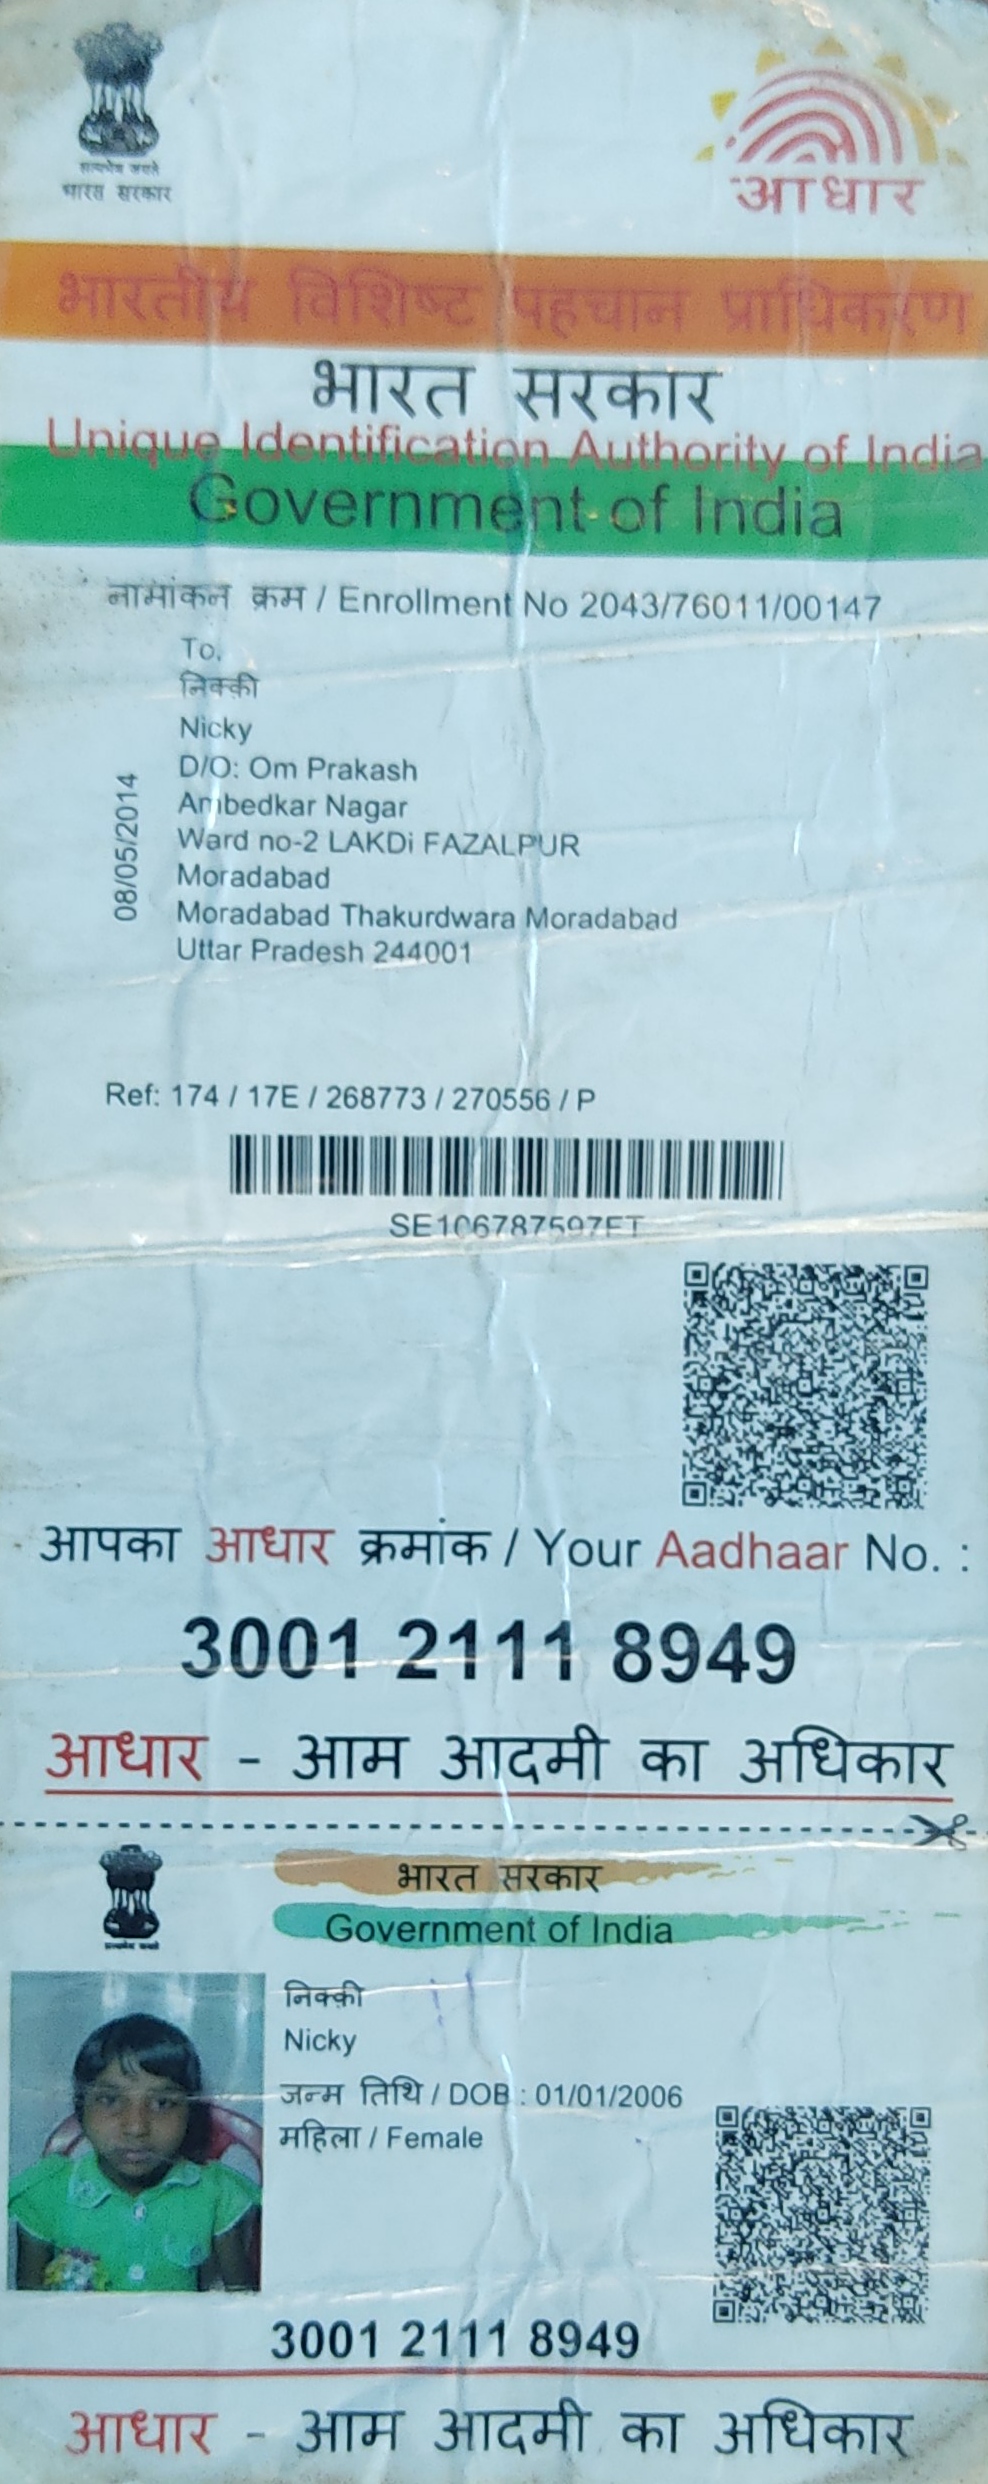 सत्यमेव जयते
भारत सरकार
आधार
भारतीय विशिष्ट पहचान प्राधिकरण
भारत सरकार
Unique Identification Authority of India
Government of India
नामांकन क्रम / Enrollment No 2043/76011/00147
To,
निक्की
Nicky
D/O: Om Prakash
Ambedkar Nagar
Ward no-2 LAKDi FAZALPUR
Moradabad
Moradabad Thakurdwara Moradabad
Uttar Pradesh 244001
08/05/2014
Ref: 174 / 17E / 268773 / 270556 / P
SE106787597FT
आपका आधार क्रमांक / Your Aadhaar No. :
3001 2111 8949
आधार - आम आदमी का अधिकार
सत्यमेव जयते
भारत सरकार
Government of India
निक्की
Nicky
जन्म तिथि / DOB : 01/01/2006
महिला / Female
3001 2111 8949
आधार - आम आदमी का अधिकार